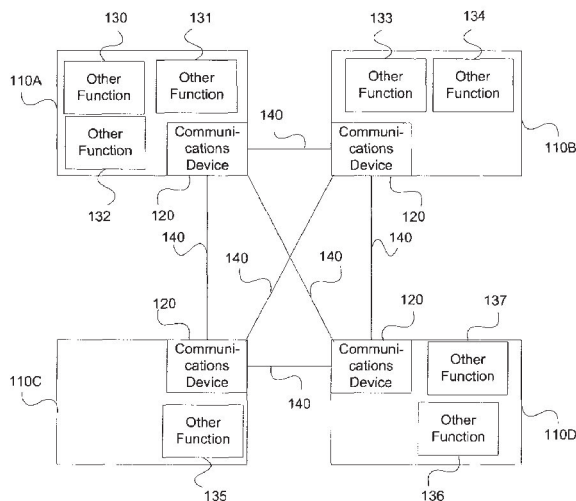 130 131 133 134
110A
Other
Function
Other
Function
Other
Function
Other
Function
Other
Function
Communi-
cations
Device
140
Communi-
cations
Device
110B
132
120
120
140
140
140
140
120
120
137
Communi-
cations
Device
Communi-
cations
Device
Other
Function
110C
140
Other
Function
Other
Function
110D
135
136